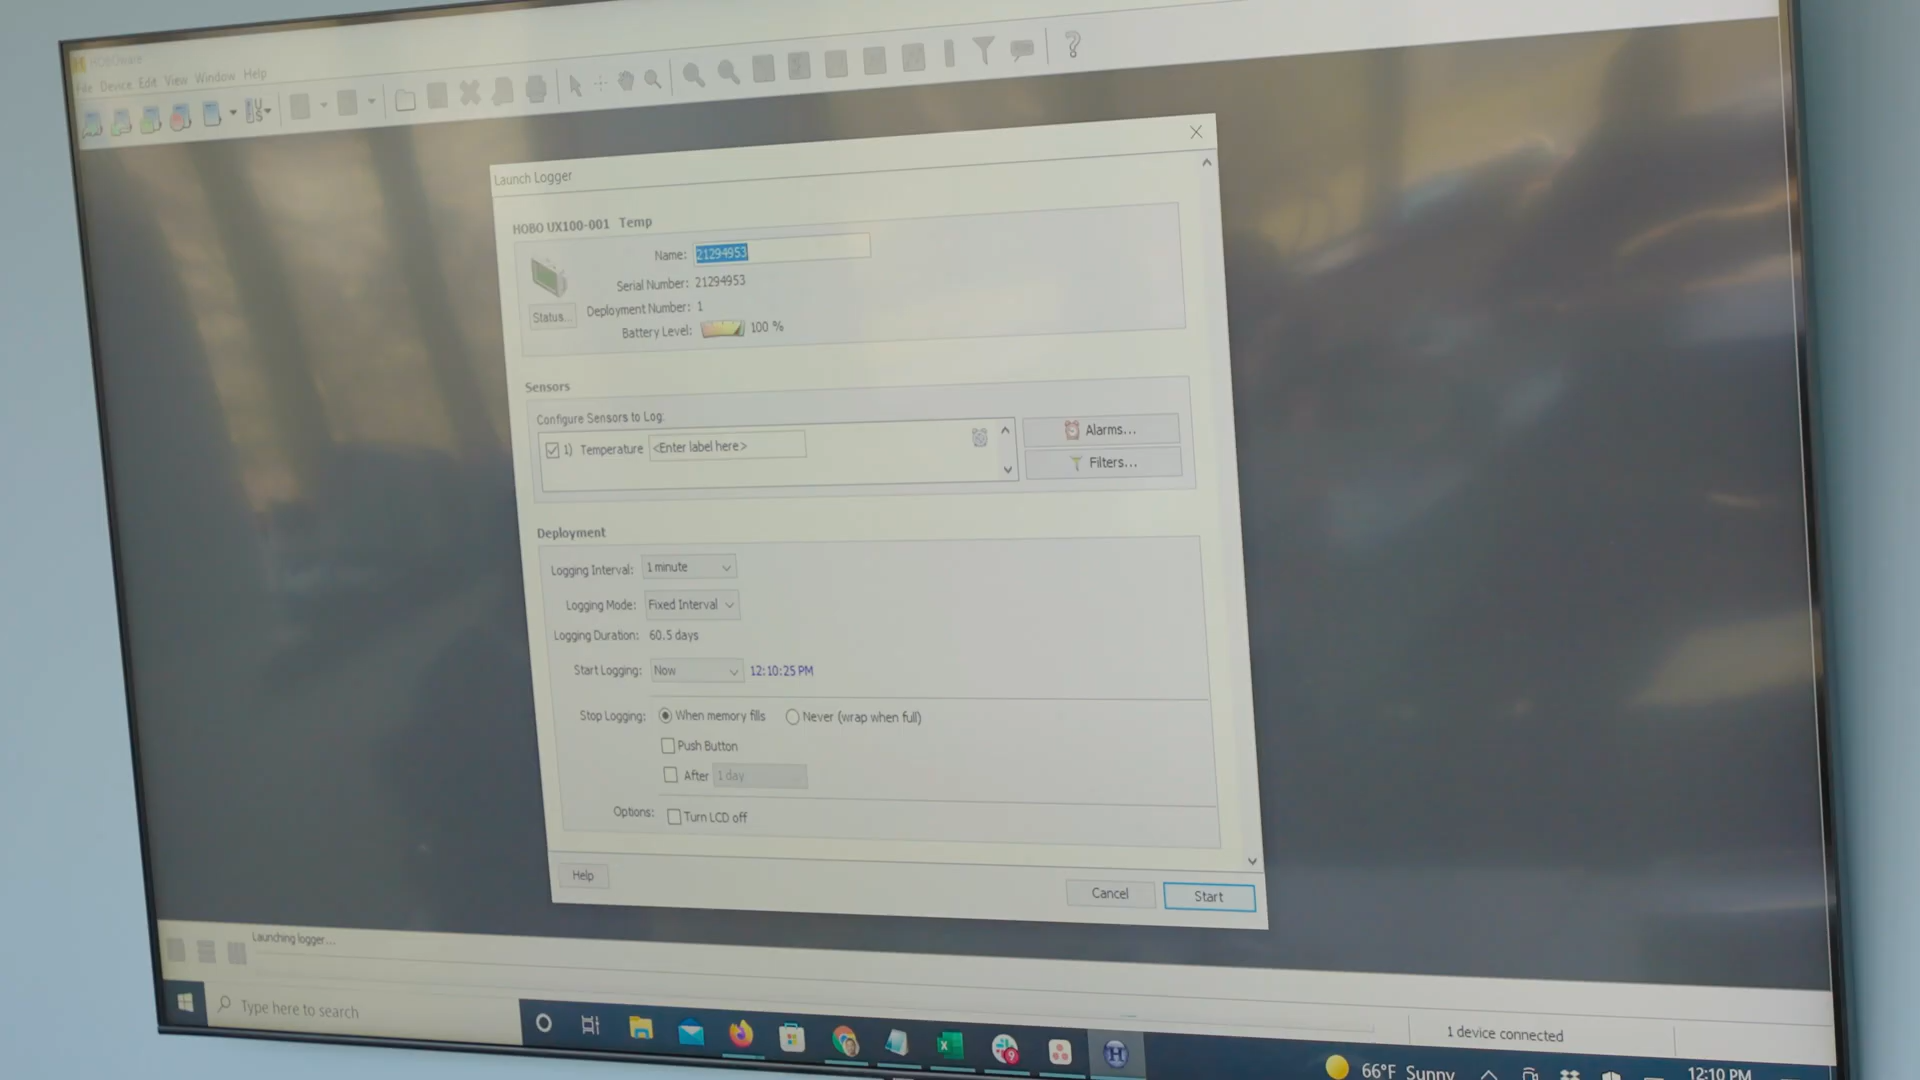 HOBOware
File Device Edit View Window Help
Launch Logger
HOBO UX100-001 Temp
Name: 21294953
Serial Number: 21294953
Status... Deployment Number: 1
Battery Level: 100 %
Sensors
Configure Sensors to Log:
1) Temperature <Enter label here>
Alarms...
Filters...
Deployment
Logging Interval: 1 minute
Logging Mode: Fixed Interval
Logging Duration: 60.5 days
Start Logging: Now 12:10:25 PM
Stop Logging: When memory fills Never (wrap when full)
Push Button
After 1 day
Options: Turn LCD off
Help Cancel Start
Launching logger...
1 device connected
Type here to search
9
H
66°F Sunny 12:10 PM